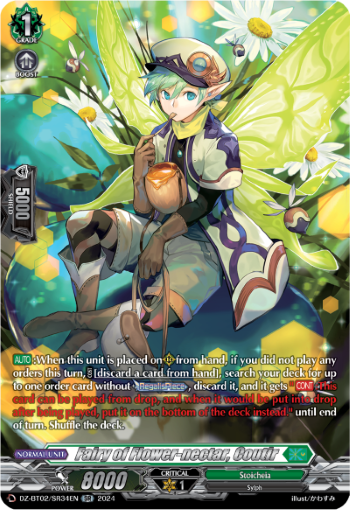 1
GRADE
BOOST
5000
SHIELD
AUTO:When this unit is placed on from hand, if you did not play any
orders this turn, [discard a card from hand], search your deck for up
to one order card without "RegalisPiece", discard it, and it gets "CONT:This
card can be played from drop, and when it would be put into drop
after being played, put it on the bottom of the deck instead." until end
of turn. Shuffle the deck.
NORMAL UNIT
Fairy of Flower-nectar, Coutir
POWER 8000
CRITICAL
1
Stoicheia
Sylph
DZ-BT02/SR34EN SR 2024
illust/かわすみ